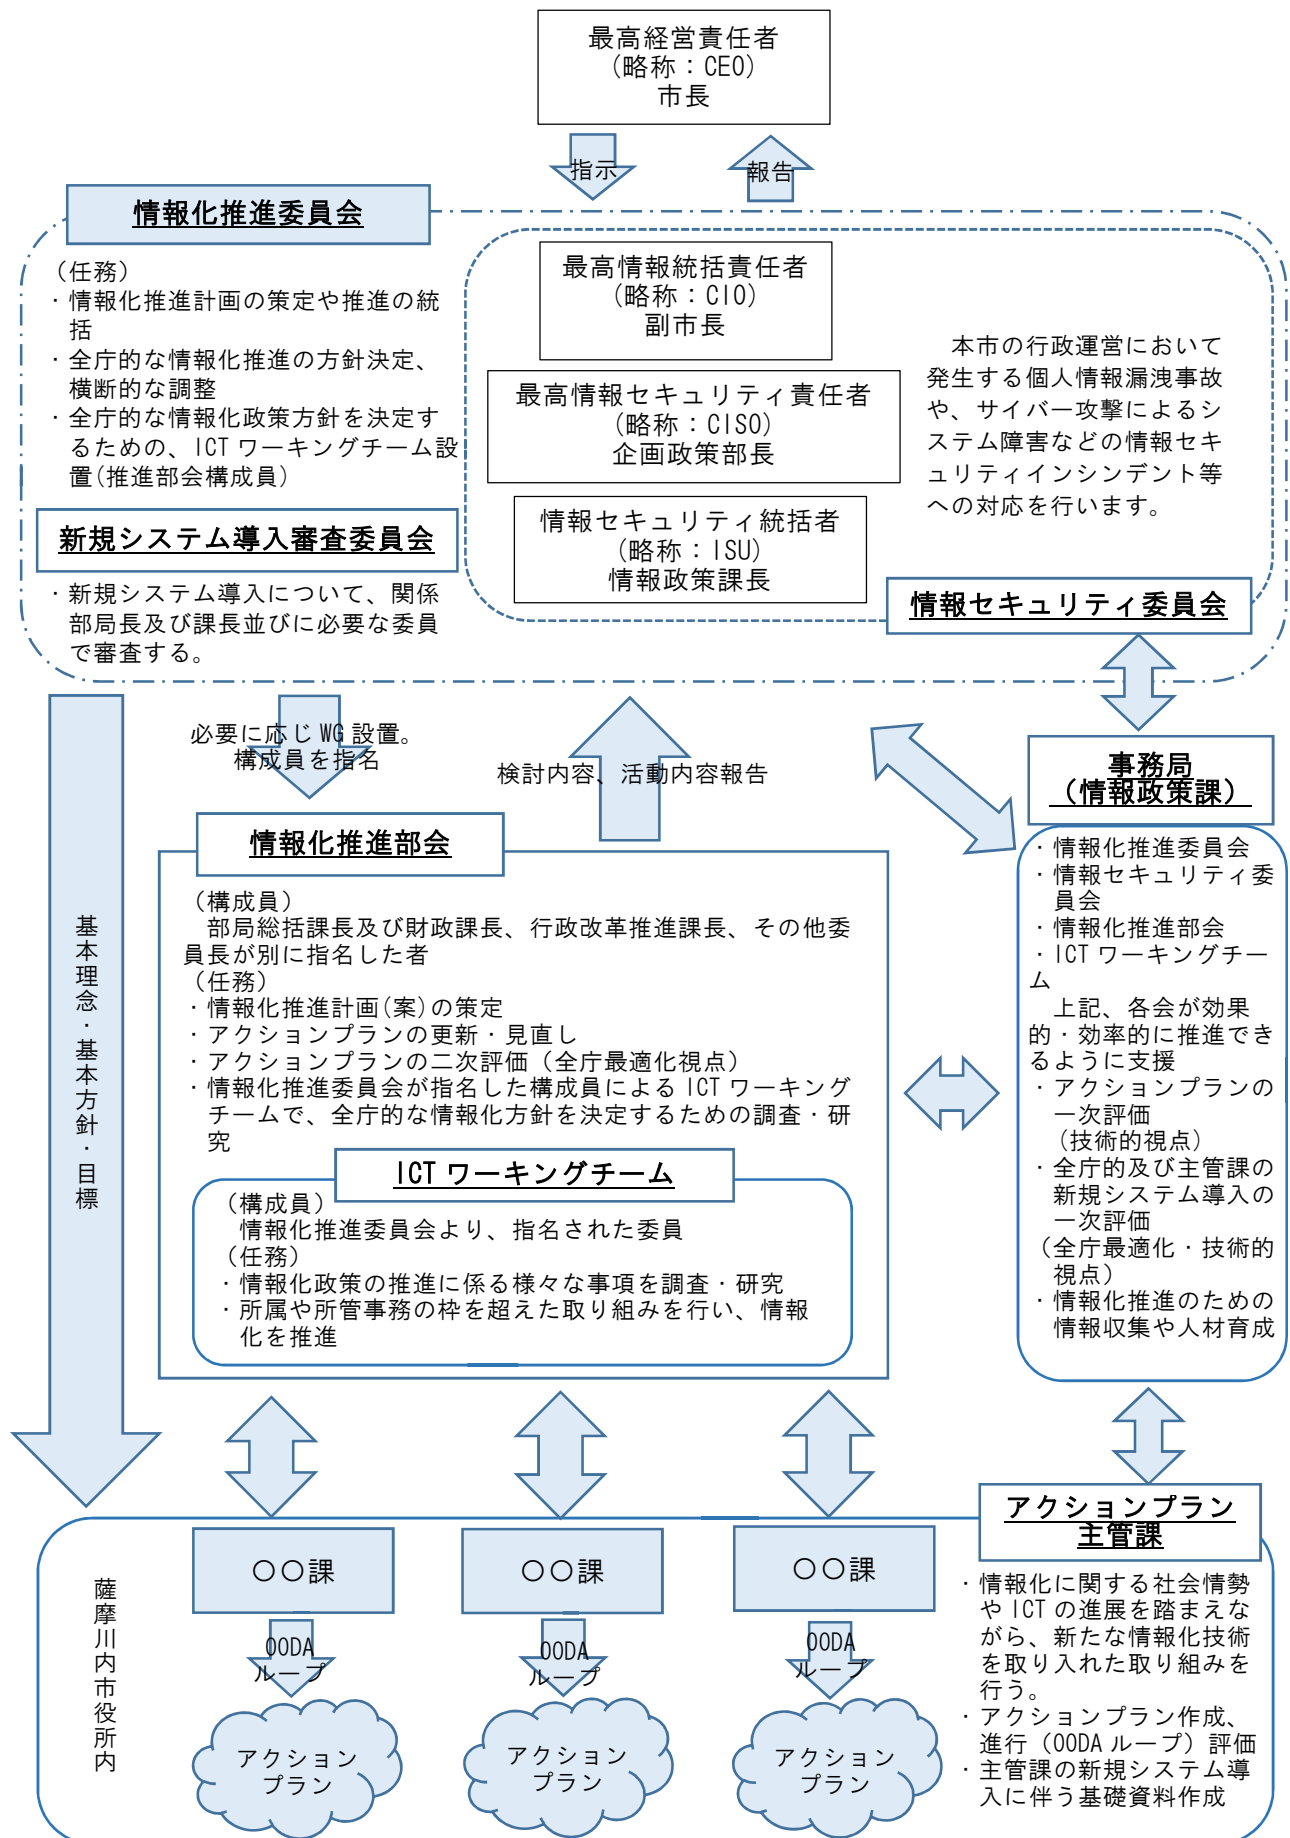 最高経営責任者
(略称：CEO)
市長
指示
報告
情報化推進委員会
（任務）
・情報化推進計画の策定や推進の統
括
・全庁的な情報化推進の方針決定、
横断的な調整
・全庁的な情報化政策方針を決定す
るための、ICTワーキングチーム設
置(推進部会構成員)
新規システム導入審査委員会
・新規システム導入について、関係
部局長及び課長並びに必要な委員
で審査する。
最高情報統括責任者
(略称：CIO)
副市長
最高情報セキュリティ責任者
(略称：CISO)
企画政策部長
情報セキュリティ統括者
(略称：ISU)
情報政策課長
本市の行政運営において
発生する個人情報漏洩事故
や、サイバー攻撃によるシ
ステム障害などの情報セキ
ュリティインシンデント等
への対応を行います。
情報セキュリティ委員会
必要に応じWG設置。
構成員を指名
検討内容、活動内容報告
事務局
（情報政策課）
・情報化推進委員会
・情報セキュリティ委
員会
・情報化推進部会
・ICTワーキングチー
ム
上記、各会が効果
的・効率的に推進でき
るように支援
・アクションプランの
一次評価
（技術的視点）
・全庁的及び主管課の
新規システム導入の
一次評価
（全庁最適化・技術的
視点）
・情報化推進のための
情報収集や人材育成
情報化推進部会
（構成員）
部局総括課長及び財政課長、行政改革推進課長、その他委
員長が別に指名した者
（任務）
・情報化推進計画(案)の策定
・アクションプランの更新・見直し
・アクションプランの二次評価（全庁最適化視点）
・情報化推進委員会が指名した構成員によるICTワーキング
チームで、全庁的な情報化方針を決定するための調査・研
究
ICTワーキングチーム
（構成員）
情報化推進委員会より、指名された委員
（任務）
・情報化政策の推進に係る様々な事項を調査・研究
・所属や所管事務の枠を超えた取り組みを行い、情報
化を推進
基本理念・基本方針・目標
薩摩川内市役所内
〇〇課
〇〇課
〇〇課
OODA
ループ
OODA
ループ
OODA
ループ
アクション
プラン
アクション
プラン
アクション
プラン
アクションプラン
主管課
・情報化に関する社会情勢
やICTの進展を踏まえな
がら、新たな情報化技術
を取り入れた取り組みを
行う。
・アクションプラン作成、
進行（OODAループ）評価
・主管課の新規システム導
入に伴う基礎資料作成